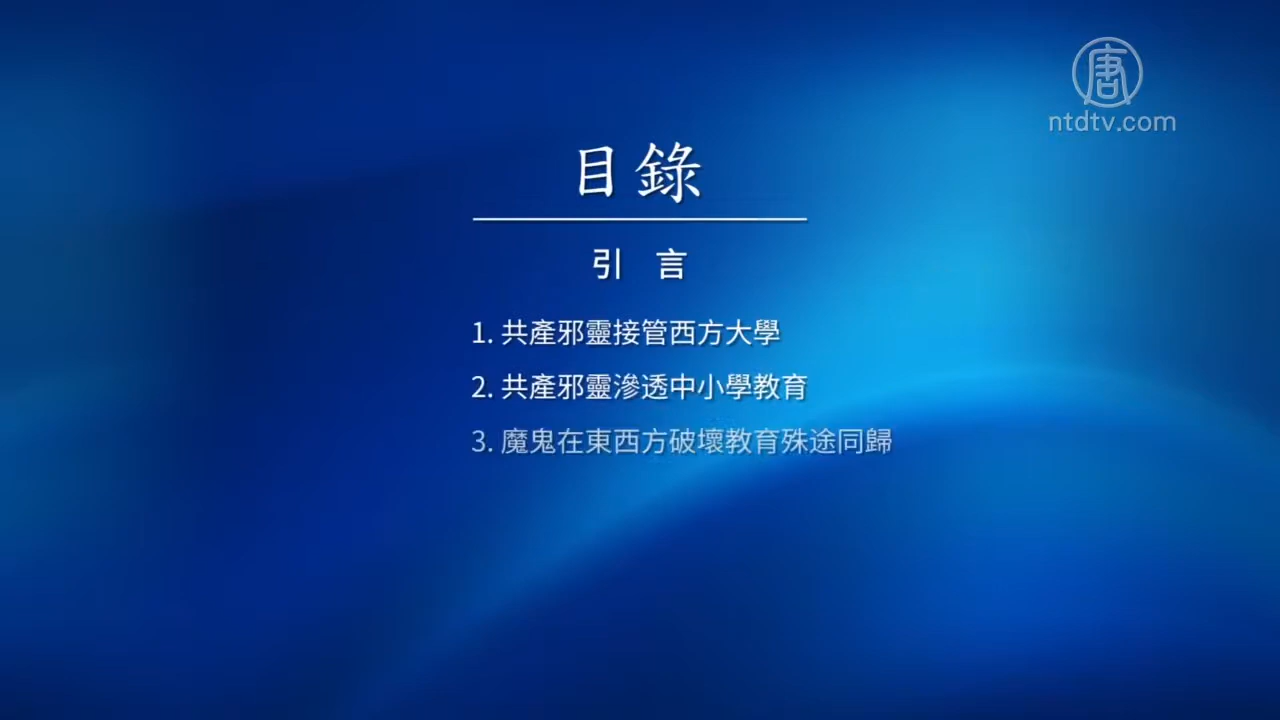 唐
ntdtv.com
目錄
引 言
1. 共產邪靈接管西方大學
2. 共產邪靈滲透中小學教育
3. 魔鬼在東西方破壞教育殊途同歸